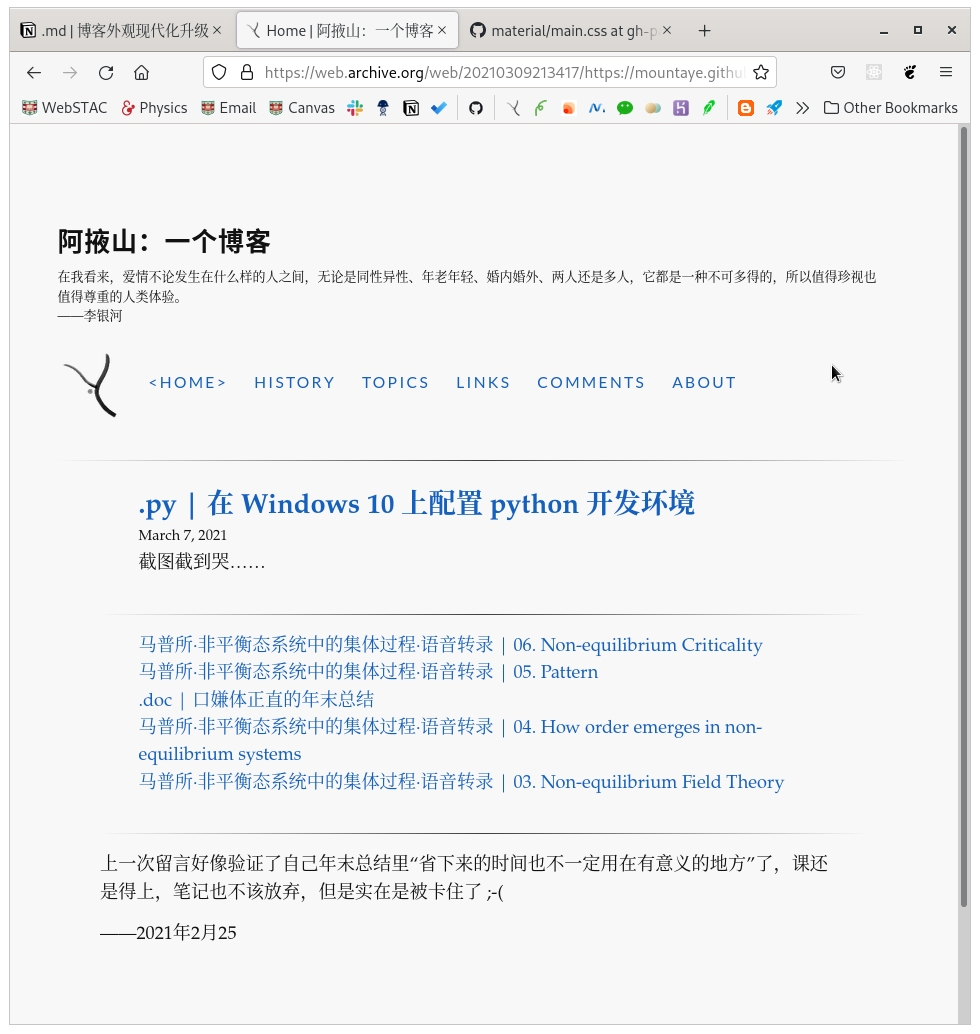 .md | 博客外观现代化升级
Home | 阿掖山：一个博客
material/main.css at gh-p
https://web.archive.org/web/20210309213417/https://mountaye.githu
WebSTAC
Physics
Email
Canvas
Other Bookmarks
阿掖山：一个博客
在我看来，爱情不论发生在什么样的人之间，无论是同性异性、年老年轻、婚内婚外、两人还是多人，它都是一种不可多得的，所以值得珍视也
值得尊重的人类体验。
——李银河
<HOME> HISTORY TOPICS LINKS COMMENTS ABOUT
.py | 在 Windows 10 上配置 python 开发环境
March 7, 2021
截图截到哭……
马普所·非平衡态系统中的集体过程·语音转录 | 06. Non-equilibrium Criticality
马普所·非平衡态系统中的集体过程·语音转录 | 05. Pattern
.doc | 口嫌体正直的年末总结
马普所·非平衡态系统中的集体过程·语音转录 | 04. How order emerges in non-
equilibrium systems
马普所·非平衡态系统中的集体过程·语音转录 | 03. Non-equilibrium Field Theory
上一次留言好像验证了自己年末总结里“省下来的时间也不一定用在有意义的地方”了，课还
是得上，笔记也不该放弃，但是实在是被卡住了 ;-(
——2021年2月25